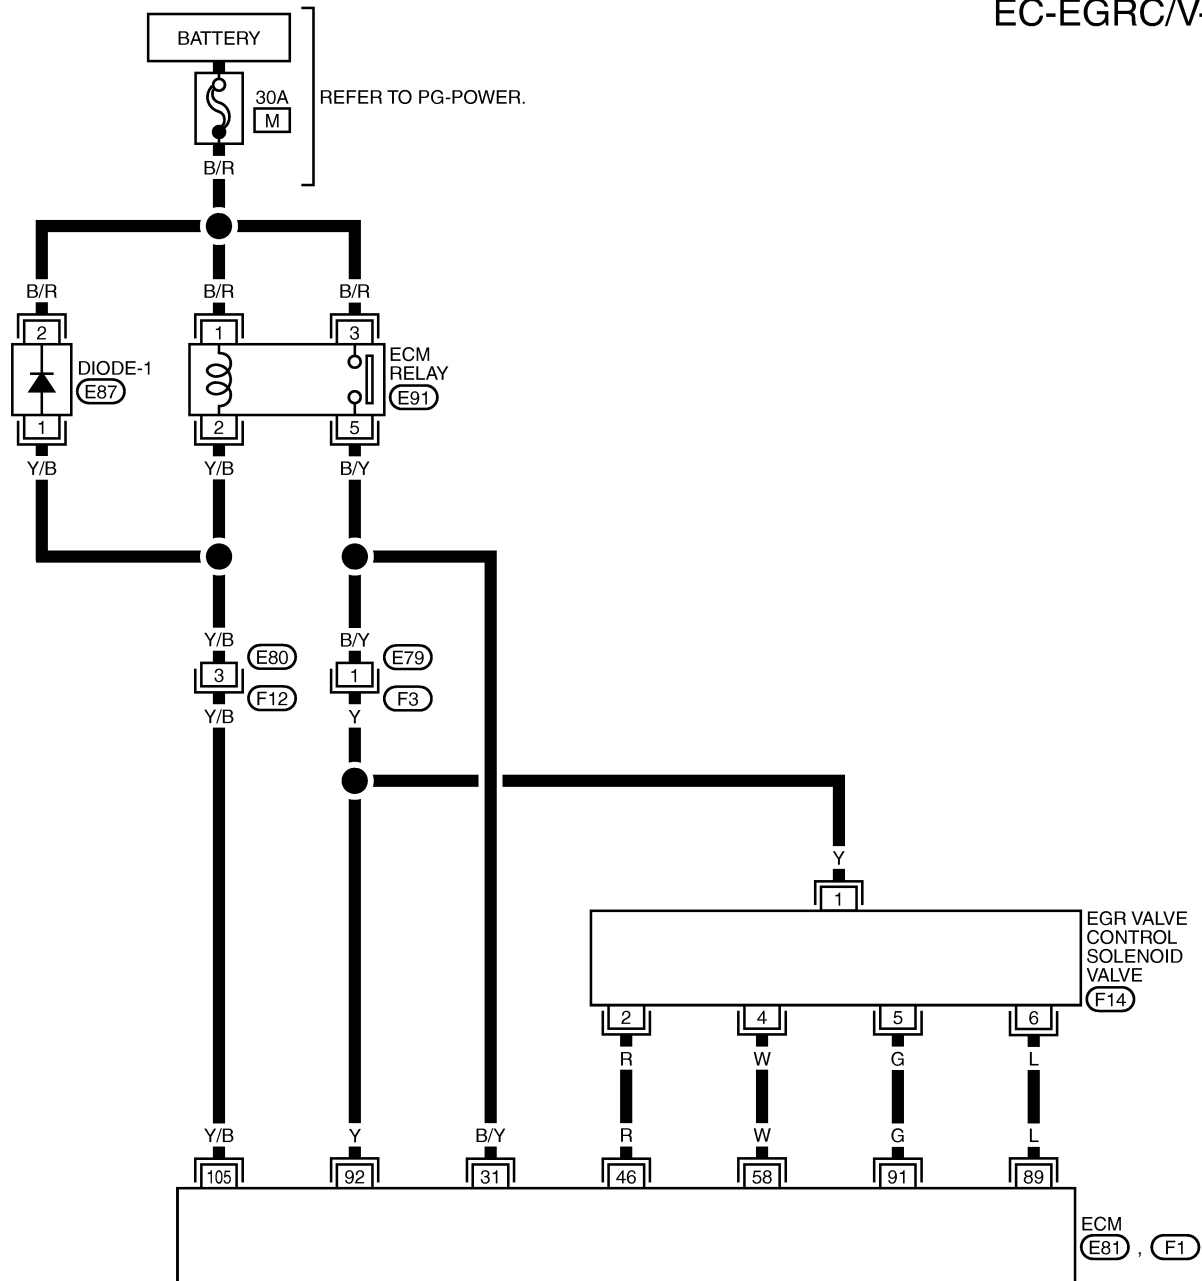 EC-EGRC/V-
BATTERY
30A
M
REFER TO PG-POWER.
B/R
B/R B/R B/R
2 1 3
DIODE-1
E87
ECM
RELAY
E91
1 2 5
Y/B Y/B B/Y
Y/B E80 B/Y E79
3 1
F12 F3
Y/B Y
Y
1
EGR VALVE
CONTROL
SOLENOID
VALVE
F14
2 4 5 6
R W G L
Y/B Y B/Y R W G L
105 92 31 46 58 91 89
ECM
E81 , F1